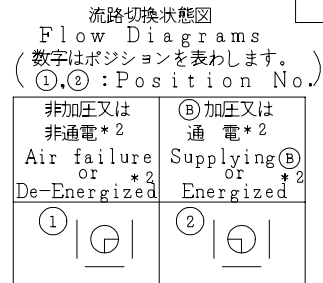 流路切換状態図
Flow Diagrams
(数字はポジションを表わします。
①,②:Position No.)
非加圧又は
非通電*2
Air failure
or
De-Energized *2
Ⓑ加圧又は
通 電*2
Supplying Ⓑ
or
Energized *2
①
②